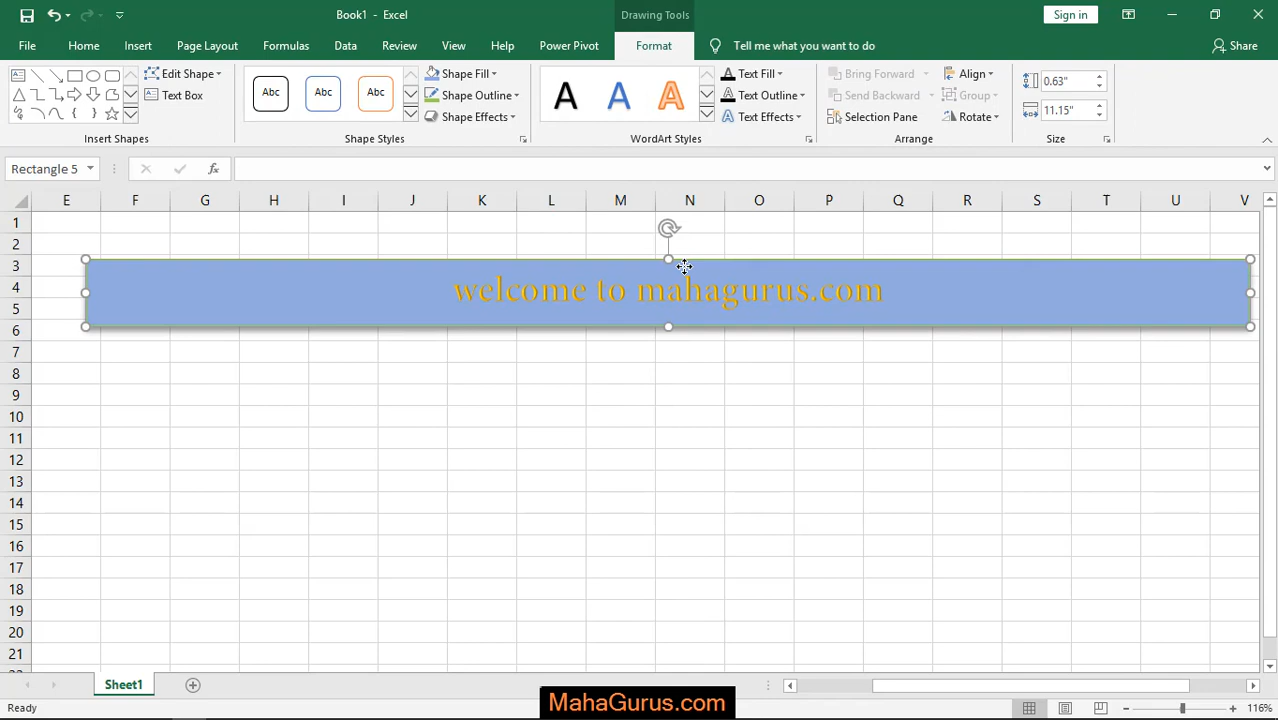 Book1 - Excel
Drawing Tools
Sign in
File Home Insert Page Layout Formulas Data Review View Help Power Pivot Format Tell me what you want to do Share
Edit Shape
Text Box
Insert Shapes
Abc Abc Abc
Shape Fill
Shape Outline
Shape Effects
Shape Styles
A A A
Text Fill
Text Outline
Text Effects
WordArt Styles
Bring Forward
Send Backward
Selection Pane
Align
Group
Rotate
Arrange
0.63"
11.15"
Size
Rectangle 5
fx
E F G H I J K L M N O P Q R S T U V
1
2
3
4
5
6
7
8
9
10
11
12
13
14
15
16
17
18
19
20
21
welcome to mahagurus.com
Sheet1
Ready
MahaGurus.com
116%